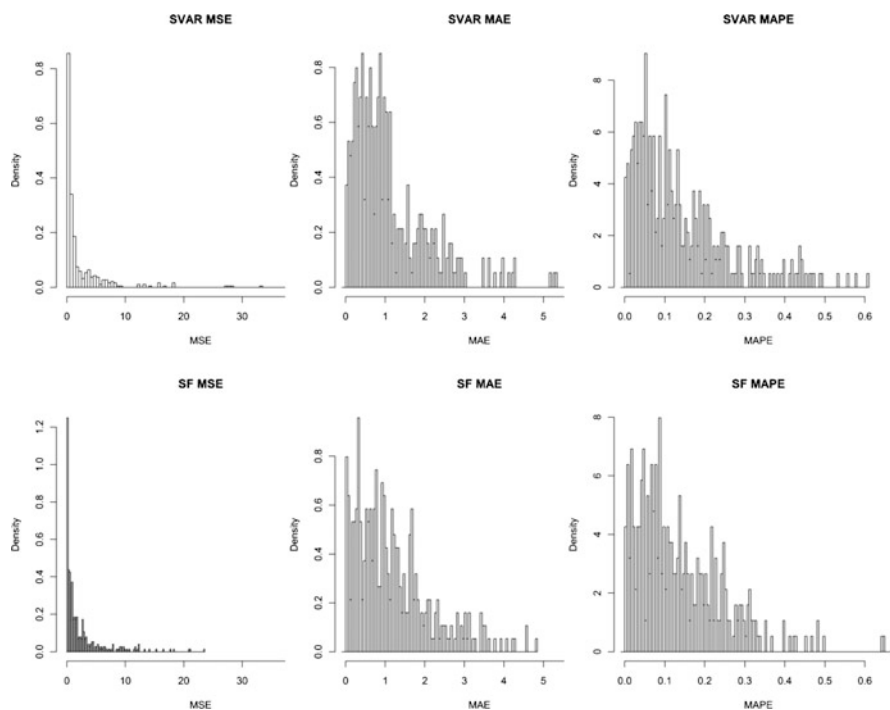 SVAR MSE
SVAR MAE
SVAR MAPE
Density
0.0 0.2 0.4 0.6 0.8
0 10 20 30
MSE
Density
0.0 0.2 0.4 0.6 0.8
0 1 2 3 4 5
MAE
Density
0 2 4 6 8
0.0 0.1 0.2 0.3 0.4 0.5 0.6
MAPE
SF MSE
SF MAE
SF MAPE
Density
0.0 0.2 0.4 0.6 0.8 1.0 1.2
0 10 20 30
MSE
Density
0.0 0.2 0.4 0.6 0.8
0 1 2 3 4 5
MAE
Density
0 2 4 6 8
0.0 0.1 0.2 0.3 0.4 0.5 0.6
MAPE